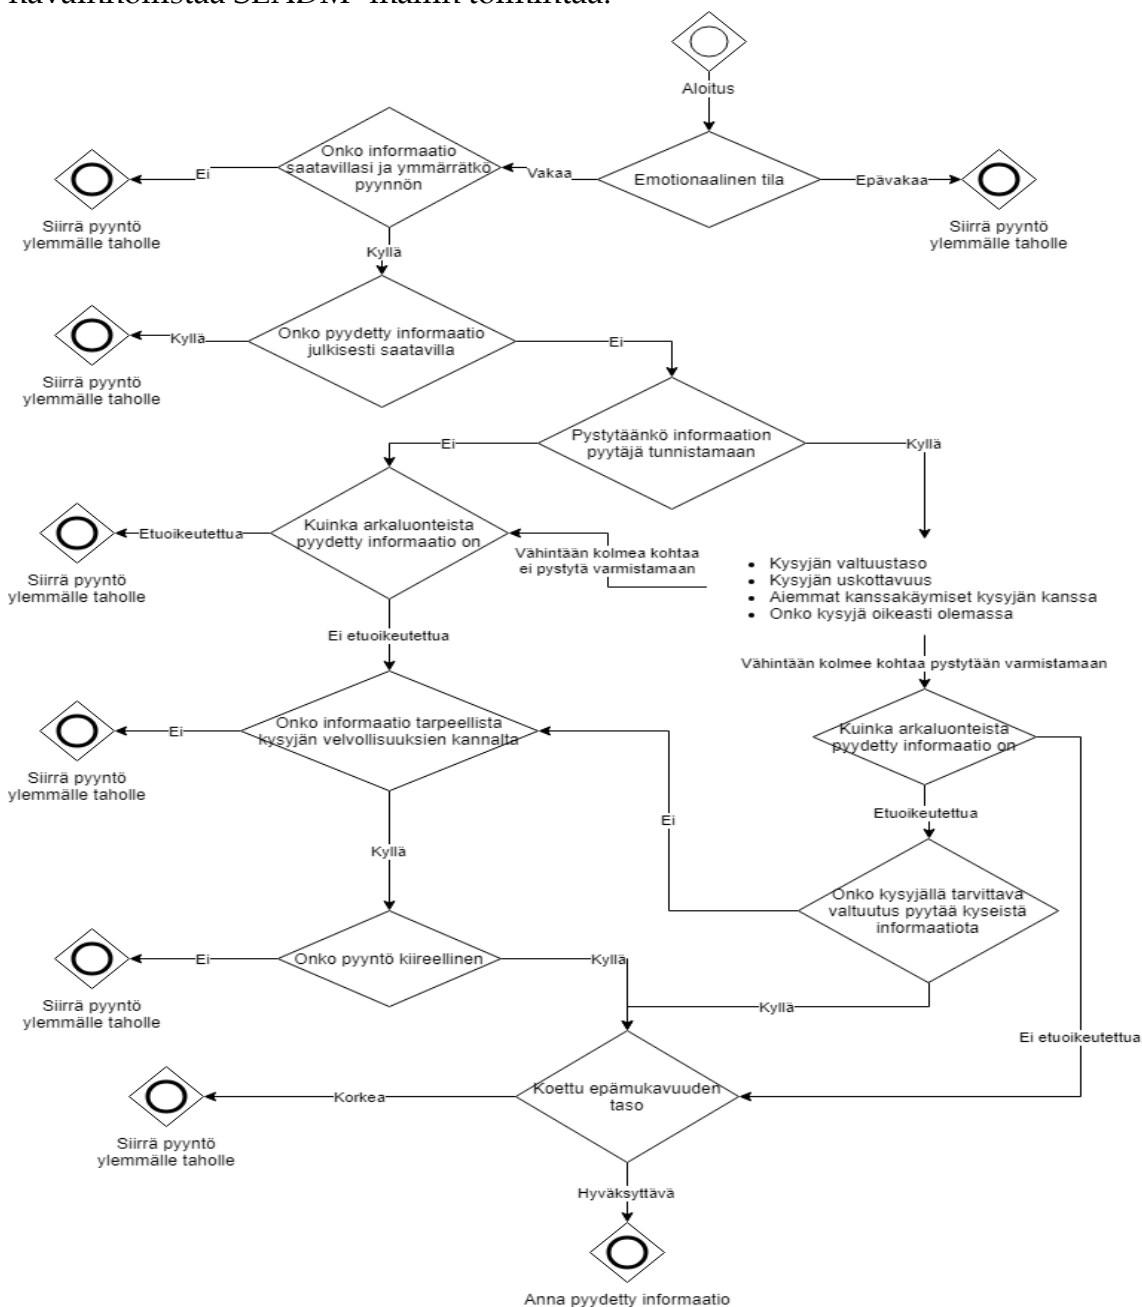 havainnollistaa SEADM -mallin toimintaa.
Aloitus
Onko informaatio
saatavillasi ja ymmärrätkö
pyynnön
Ei
Vakaa
Emotionaalinen tila
Epävakaa
Siirrä pyyntö
ylemmälle taholle
Siirrä pyyntö
ylemmälle taholle
Kyllä
Onko pyydetty informaatio
julkisesti saatavilla
Kyllä
Ei
Siirrä pyyntö
ylemmälle taholle
Pystytäänkö informaation
pyytäjä tunnistamaan
Ei
Kyllä
Kuinka arkaluonteista
pyydetty informaatio on
Etuoikeutettua
Vähintään kolmea kohtaa
ei pystytä varmistamaan
Siirrä pyyntö
ylemmälle taholle
• Kysyjän valtuustaso
• Kysyjän uskottavuus
• Aiemmat kanssakäymiset kysyjän kanssa
• Onko kysyjä oikeasti olemassa
Ei etuoikeutettua
Vähintään kolmee kohtaa pystytään varmistamaan
Onko informaatio tarpeellista
kysyjän velvollisuuksien kannalta
Ei
Kuinka arkaluonteista
pyydetty informaatio on
Siirrä pyyntö
ylemmälle taholle
Etuoikeutettua
Ei
Kyllä
Onko kysyjällä tarvittava
valtuutus pyytää kyseistä
informaatiota
Onko pyyntö kiireellinen
Ei
Kyllä
Siirrä pyyntö
ylemmälle taholle
Kyllä
Ei etuoikeutettua
Koettu epämukavuuden
taso
Korkea
Siirrä pyyntö
ylemmälle taholle
Hyväksyttävä
Anna pyydetty informaatio